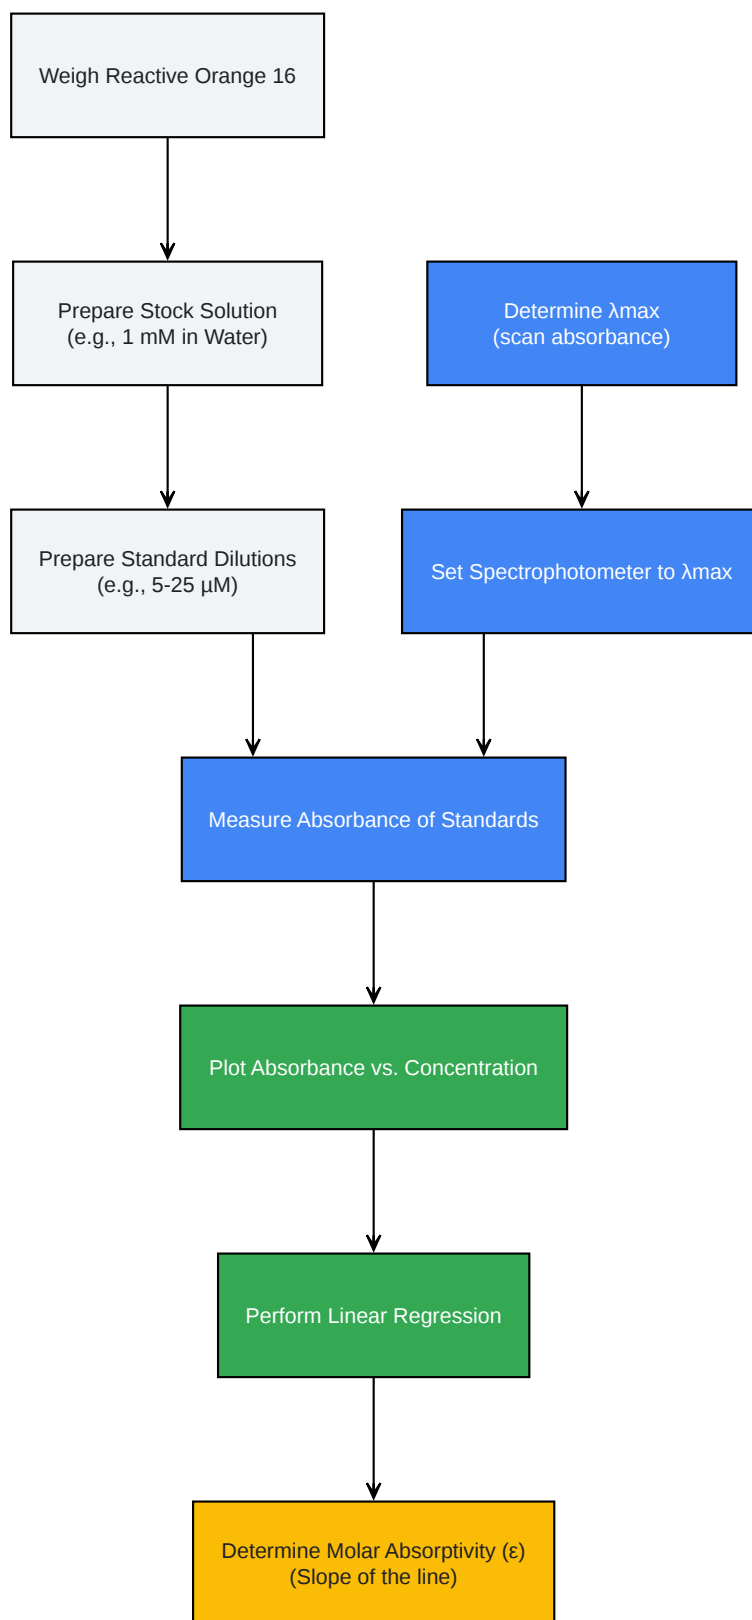 Weigh Reactive Orange 16
Prepare Stock Solution
(e.g., 1 mM in Water)
Determine λmax
(scan absorbance)
Prepare Standard Dilutions
(e.g., 5-25 µM)
Set Spectrophotometer to λmax
Measure Absorbance of Standards
Plot Absorbance vs. Concentration
Perform Linear Regression
Determine Molar Absorptivity (ε)
(Slope of the line)